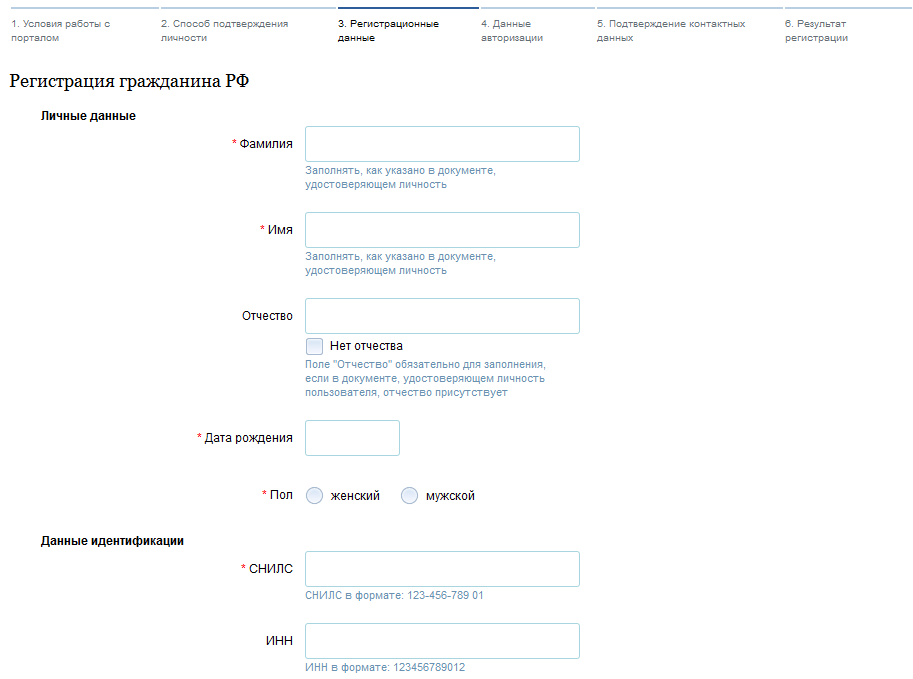 1. Условия работы с
порталом
2. Способ подтверждения
личности
3. Регистрационные
данные
4. Данные
авторизации
5. Подтверждение контактных
данных
6. Результат
регистрации
Регистрация гражданина РФ
Личные данные
* Фамилия
Заполнять, как указано в документе,
удостоверяющем личность
* Имя
Заполнять, как указано в документе,
удостоверяющем личность
Отчество
Нет отчества
Поле "Отчество" обязательно для заполнения,
если в документе, удостоверяющем личность
пользователя, отчество присутствует
* Дата рождения
* Пол женский мужской
Данные идентификации
* СНИЛС
СНИЛС в формате: 123-456-789 01
ИНН
ИНН в формате: 123456789012